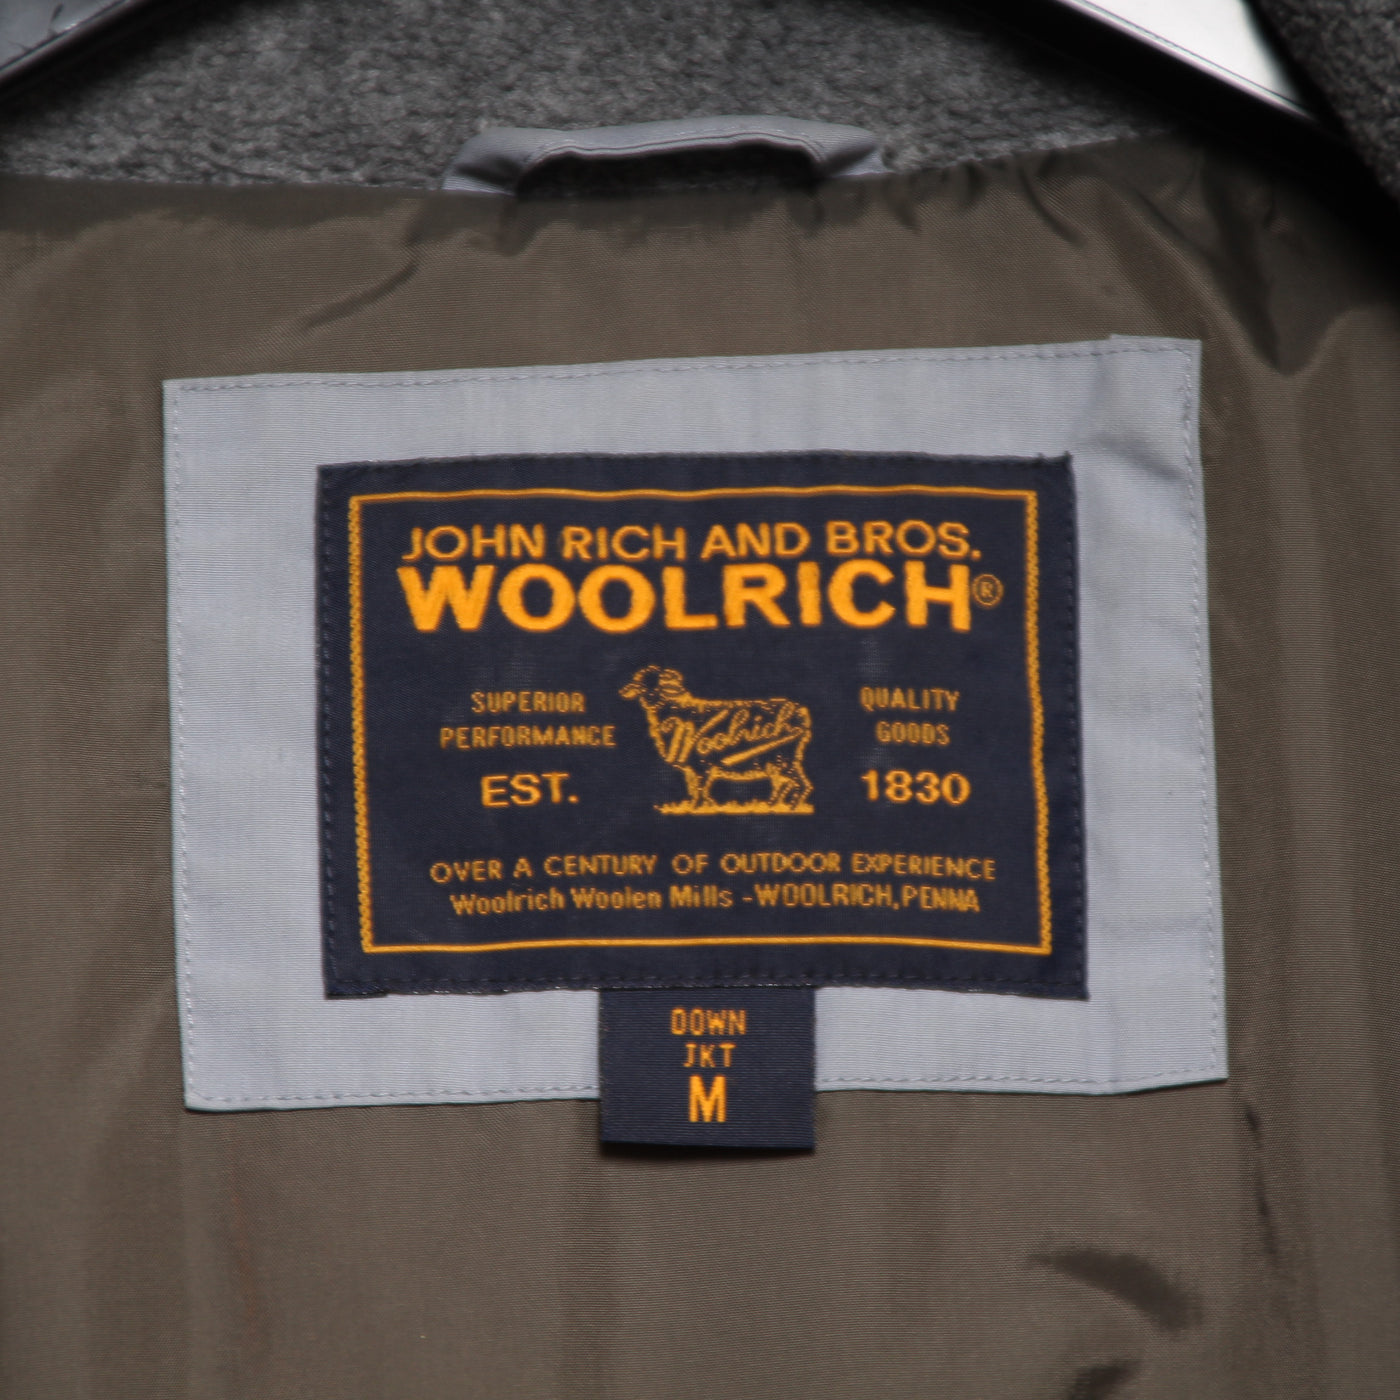 JOHN RICH AND BROS.
WOOLRICH®
SUPERIOR
PERFORMANCE
EST.
Woolrich
QUALITY
GOODS
1830
OVER A CENTURY OF OUTDOOR EXPERIENCE
Woolrich Woolen Mills - WOOLRICH, PENNA
DOWN
JKT
M